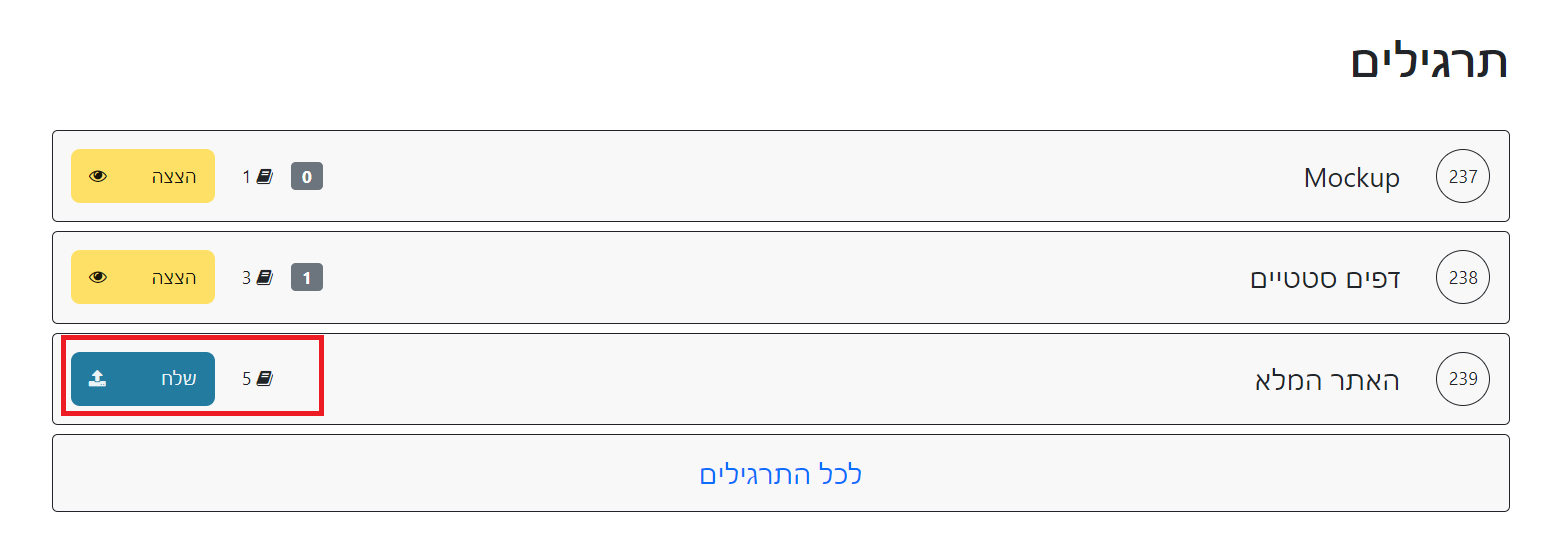 תרגילים
237 Mockup 0 1 הצצה
238 דפים סטטיים 1 3 הצצה
239 האתר המלא 5 שלח
לכל התרגילים